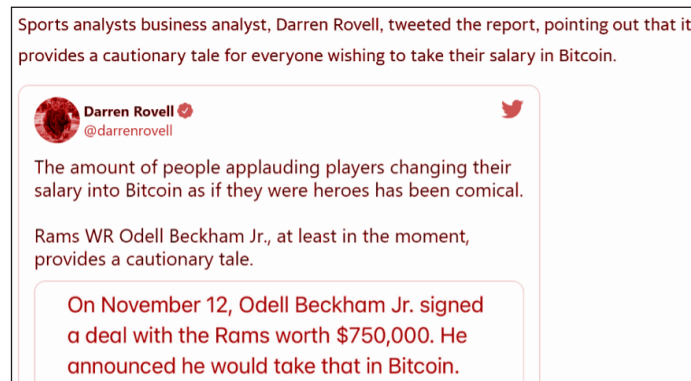 Sports analysts business analyst, Darren Rovell, tweeted the report, pointing out that it
provides a cautionary tale for everyone wishing to take their salary in Bitcoin.
Darren Rovell
@darrenrovell
The amount of people applauding players changing their
salary into Bitcoin as if they were heroes has been comical.
Rams WR Odell Beckham Jr., at least in the moment,
provides a cautionary tale.
On November 12, Odell Beckham Jr. signed
a deal with the Rams worth $750,000. He
announced he would take that in Bitcoin.